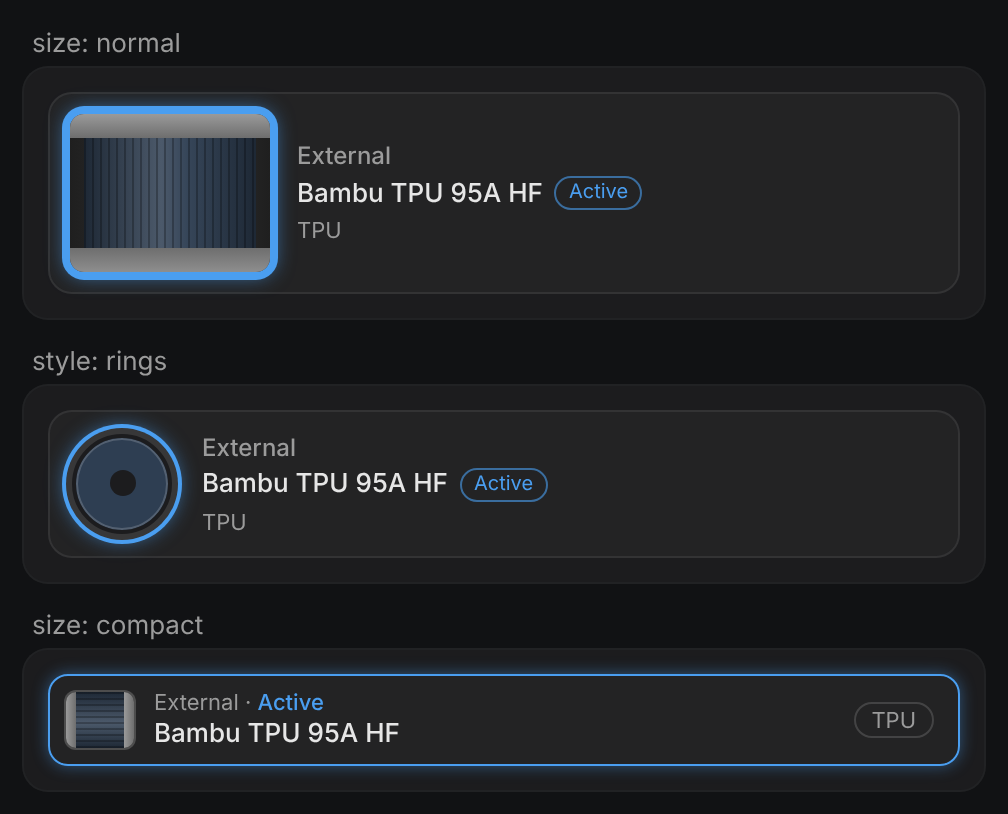 size: normal
External
Bambu TPU 95A HF Active
TPU
style: rings
External
Bambu TPU 95A HF Active
TPU
size: compact
External · Active
Bambu TPU 95A HF
TPU